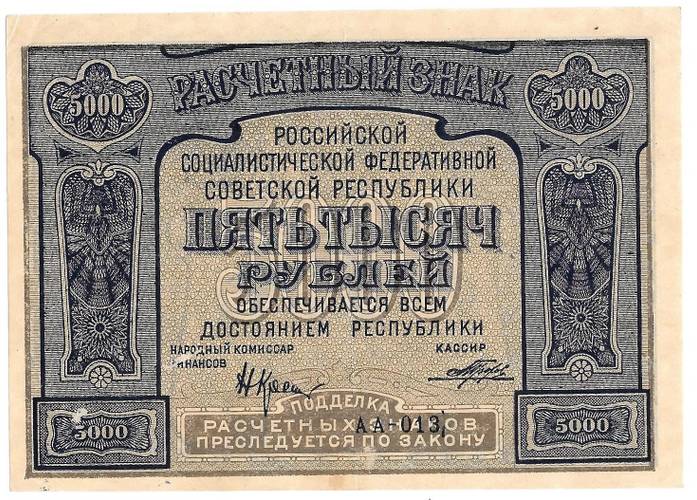 РАСЧЕТНЫЙ ЗНАК
5000 5000
РОССИЙСКОЙ
СОЦИАЛИСТИЧЕСКОЙ ФЕДЕРАТИВНОЙ
СОВЕТСКОЙ РЕСПУБЛИКИ
5000
ПЯТЬ ТЫСЯЧ
РУБЛЕЙ
ОБЕСПЕЧИВАЕТСЯ ВСЕМ
ДОСТОЯНИЕМ РЕСПУБЛИКИ
НАРОДНЫЙ КОМИССАР
ФИНАНСОВ
КАССИР
ПОДДЕЛКА
АА-013
РАСЧЕТНЫХ ЗНАКОВ
ПРЕСЛЕДУЕТСЯ ПО ЗАКОНУ
5000 5000